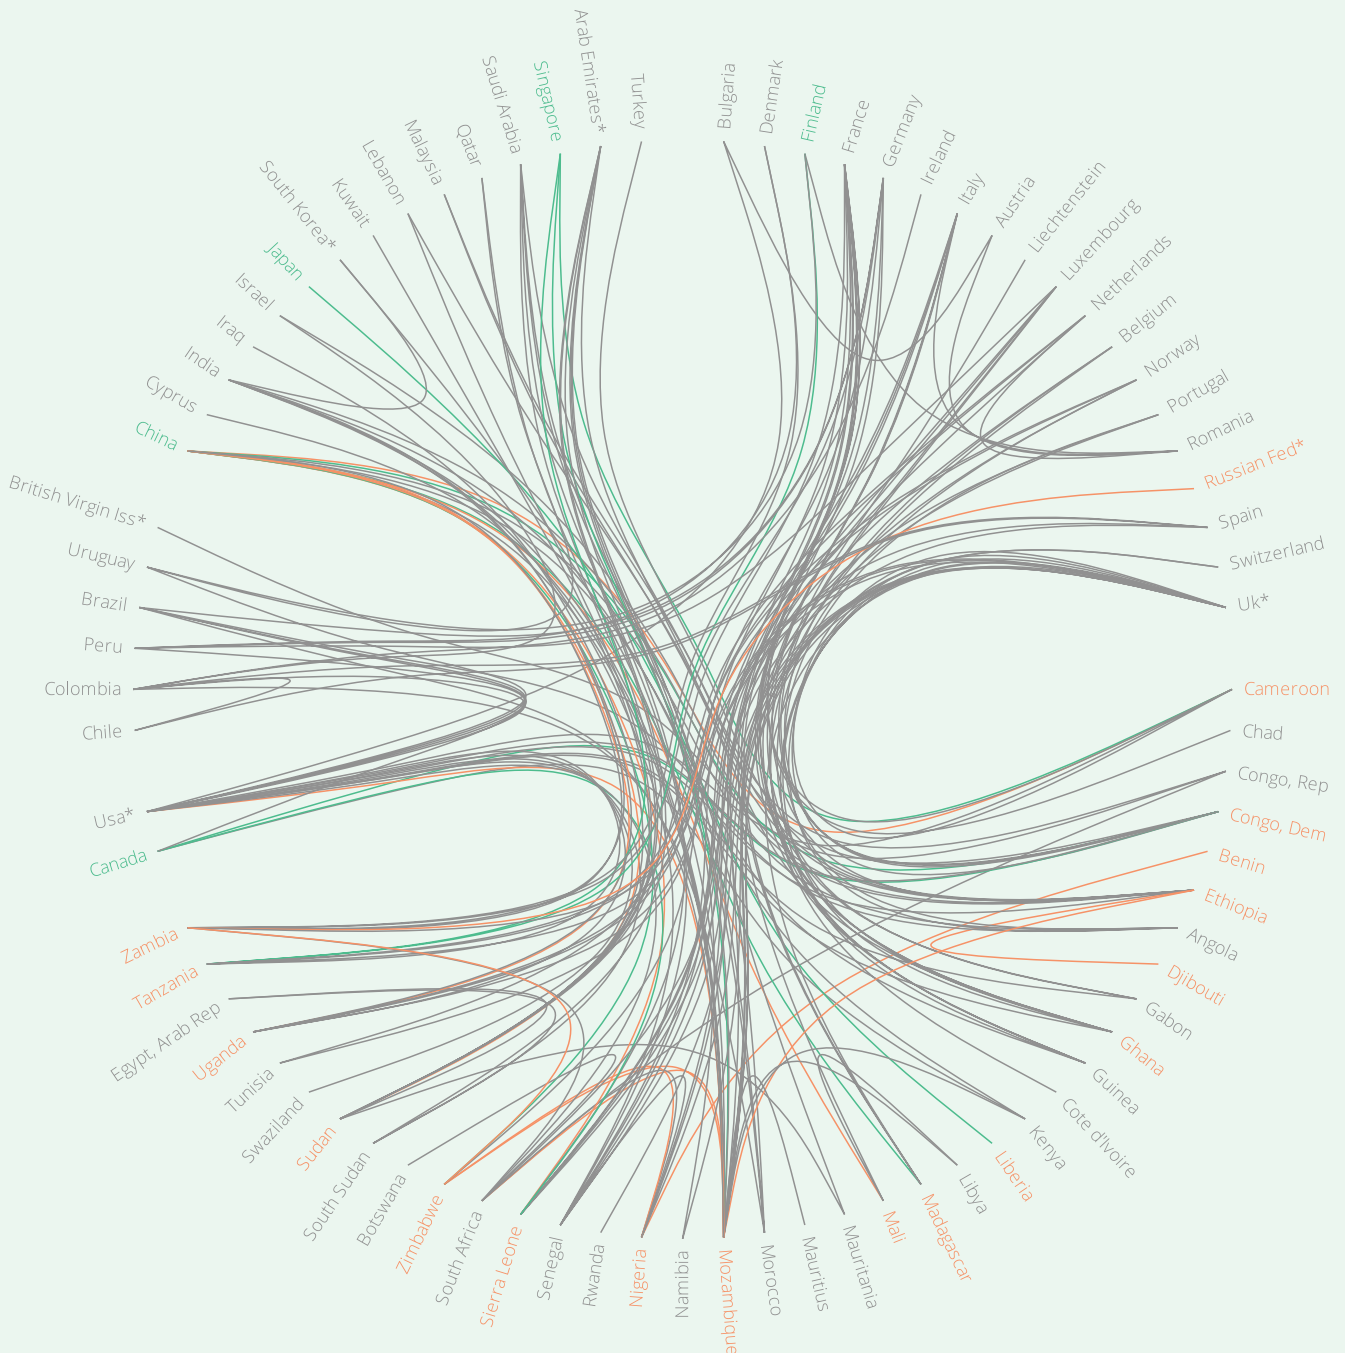 Turkey
Arab Emirates*
Singapore
Saudi Arabia
Qatar
Malaysia
Lebanon
Kuwait
South Korea*
Japan
Israel
Iraq
India
Cyprus
China
British Virgin Iss*
Uruguay
Brazil
Peru
Colombia
Chile
Usa*
Canada
Zambia
Tanzania
Egypt, Arab Rep
Uganda
Tunisia
Swaziland
Sudan
South Sudan
Botswana
Zimbabwe
South Africa
Sierra Leone
Senegal
Rwanda
Nigeria
Namibia
Mozambique
Morocco
Mauritius
Mauritania
Mali
Madagascar
Libya
Liberia
Kenya
Cote d'Ivoire
Guinea
Ghana
Gabon
Djibouti
Angola
Ethiopia
Benin
Congo, Dem
Congo, Rep
Chad
Cameroon
Uk*
Switzerland
Spain
Russian Fed*
Romania
Portugal
Norway
Belgium
Netherlands
Luxembourg
Liechtenstein
Austria
Italy
Ireland
Germany
France
Finland
Denmark
Bulgaria